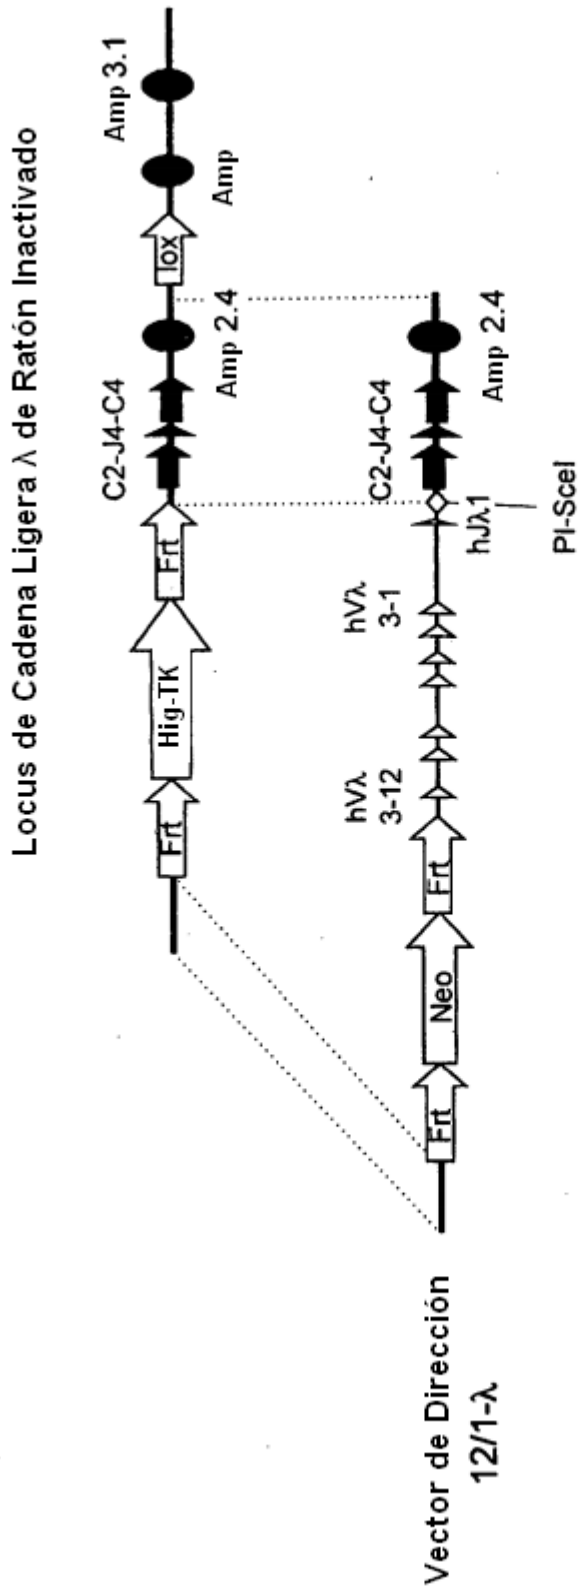 Locus de Cadena Ligera λ de Ratón Inactivado
Frt
Hig-TK
Frt
C2-J4-C4
Amp 2.4
lox
Amp
Amp 3.1
Vector de Dirección
12/1-λ
Frt
Neo
Frt
hVλ
3-12
hVλ
3-1
hJλ1
PI-SceI
C2-J4-C4
Amp 2.4